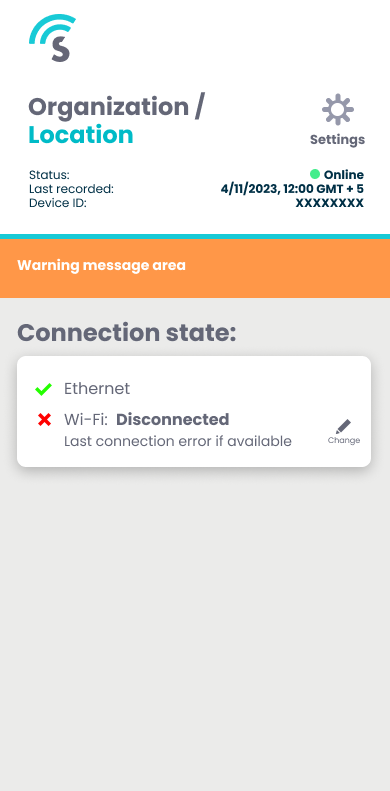 S
Organization /
Location
Settings
Status:
Online
Last recorded:
4/11/2023, 12:00 GMT + 5
Device ID:
XXXXXXXX
Warning message area
Connection state:
Ethernet
Wi-Fi: Disconnected
Last connection error if available
Change